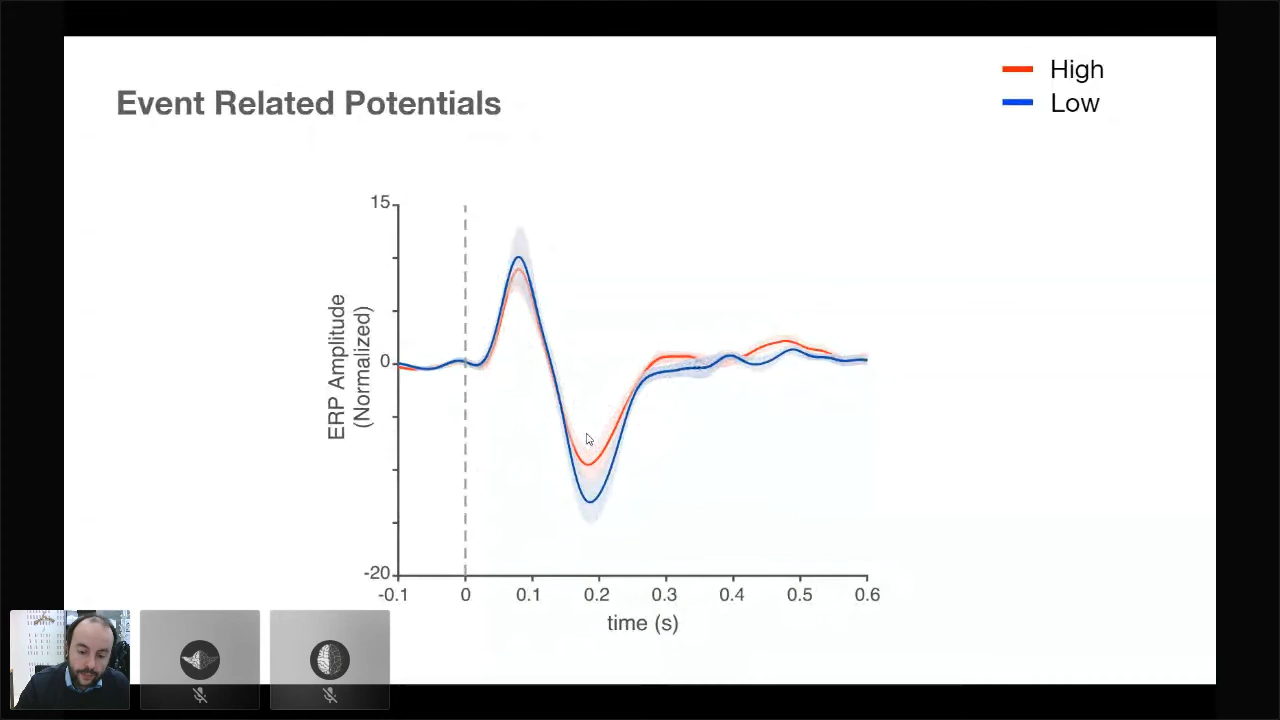 Event Related Potentials
High
Low
15
0
-20
ERP Amplitude
(Normalized)
-0.1 0 0.1 0.2 0.3 0.4 0.5 0.6
time (s)